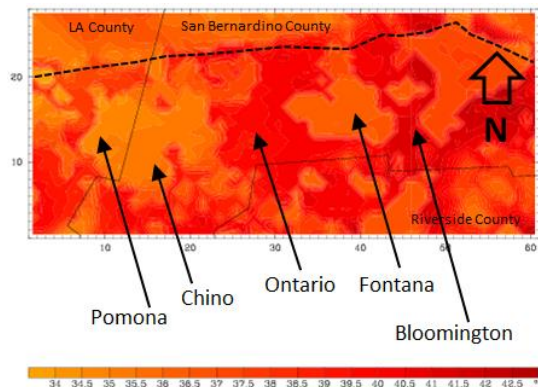 LA County
San Bernardino County
20
10
N
Riverside County
10 20 30 40 50 60
Pomona
Chino
Ontario
Fontana
Bloomington
34 34.5 35 35.5 36 36.5 37 37.5 38 38.5 39 39.5 40 40.5 41 41.5 42 42.5